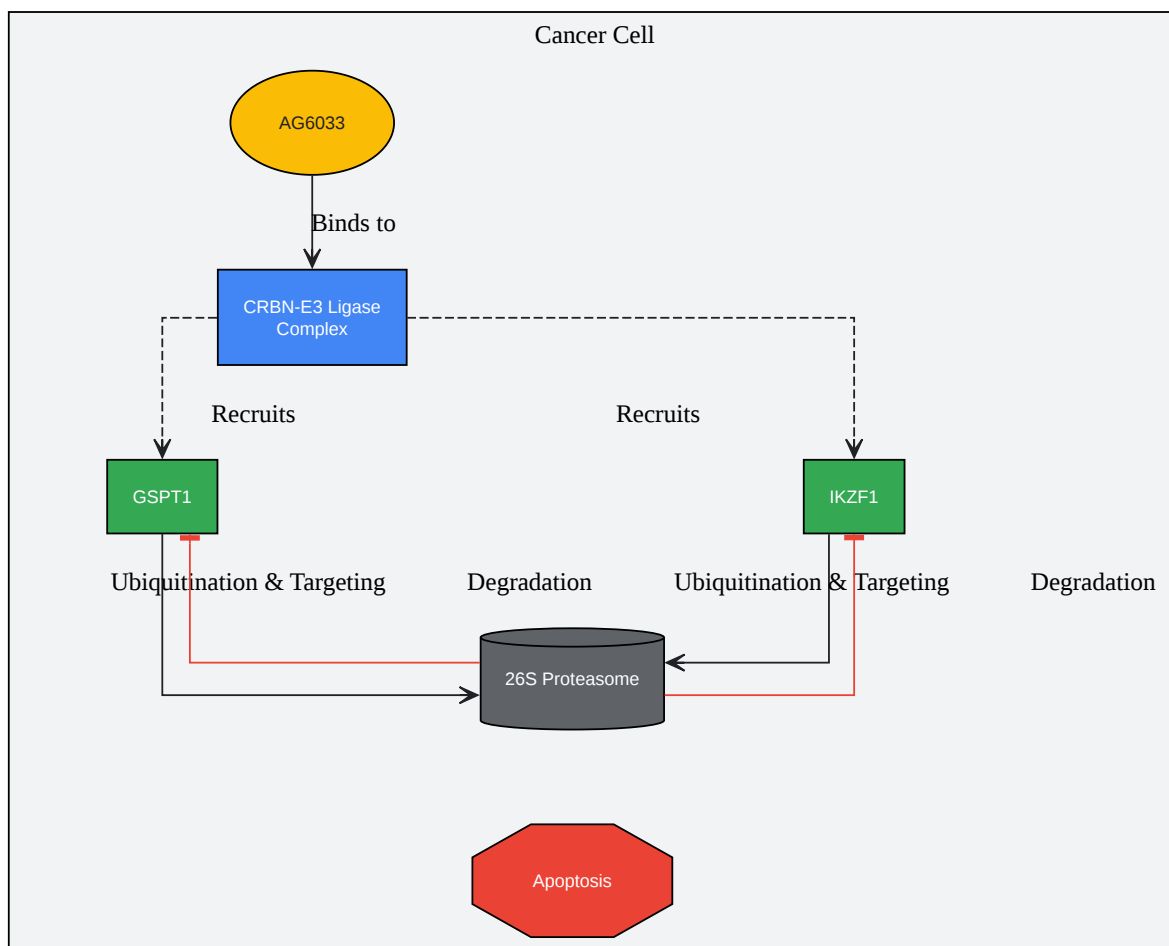 Cancer Cell
AG6033
Binds to
CRBN-E3 Ligase
Complex
Recruits
Recruits
GSPT1
IKZF1
Ubiquitination & Targeting
Degradation
Ubiquitination & Targeting
Degradation
26S Proteasome
Apoptosis